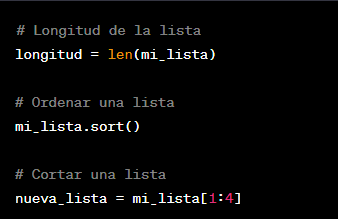 # Longitud de la lista
longitud = len(mi_lista)
# Ordenar una lista
mi_lista.sort()
# Cortar una lista
nueva_lista = mi_lista[1:4]